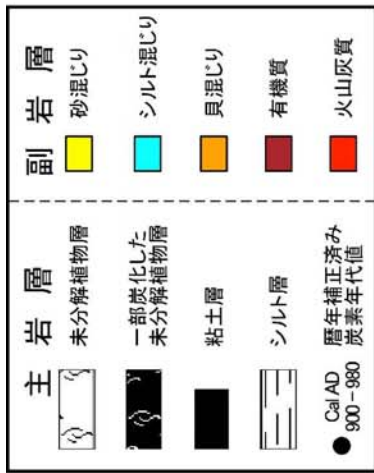 主　岩　層
未分解植物層
一部炭化した
未分解植物層
粘土層
シルト層
● Cal AD
900－980
暦年補正済み
炭素年代値
副　岩　層
砂混じり
シルト混じり
貝混じり
有機質
火山灰質